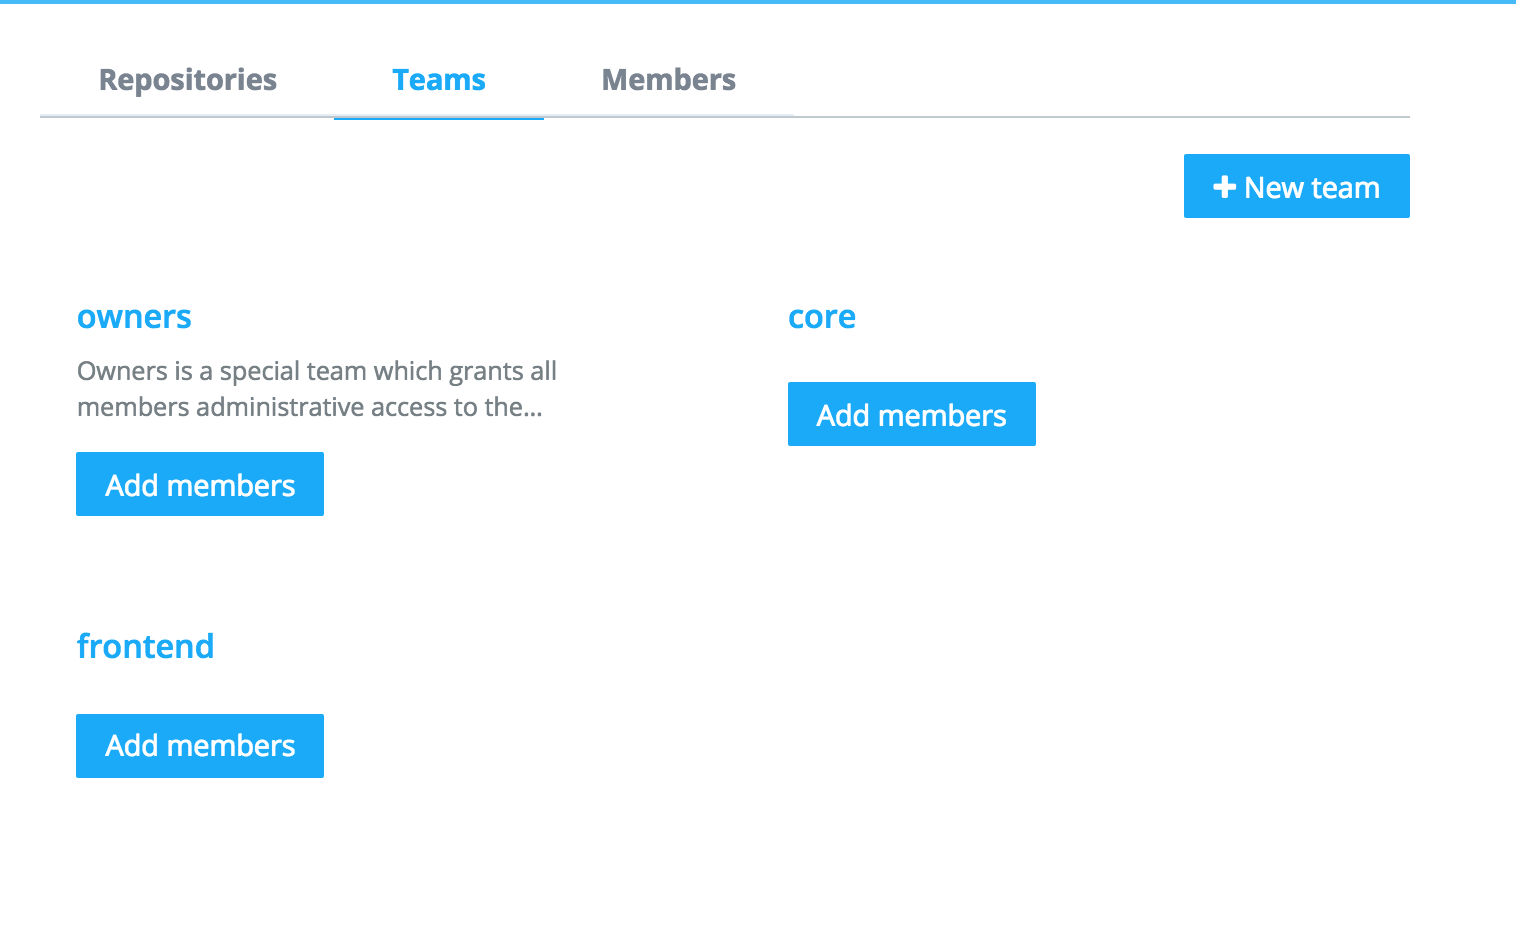 Repositories Teams Members
New team
owners
Owners is a special team which grants all
members administrative access to the...
Add members
core
Add members
frontend
Add members